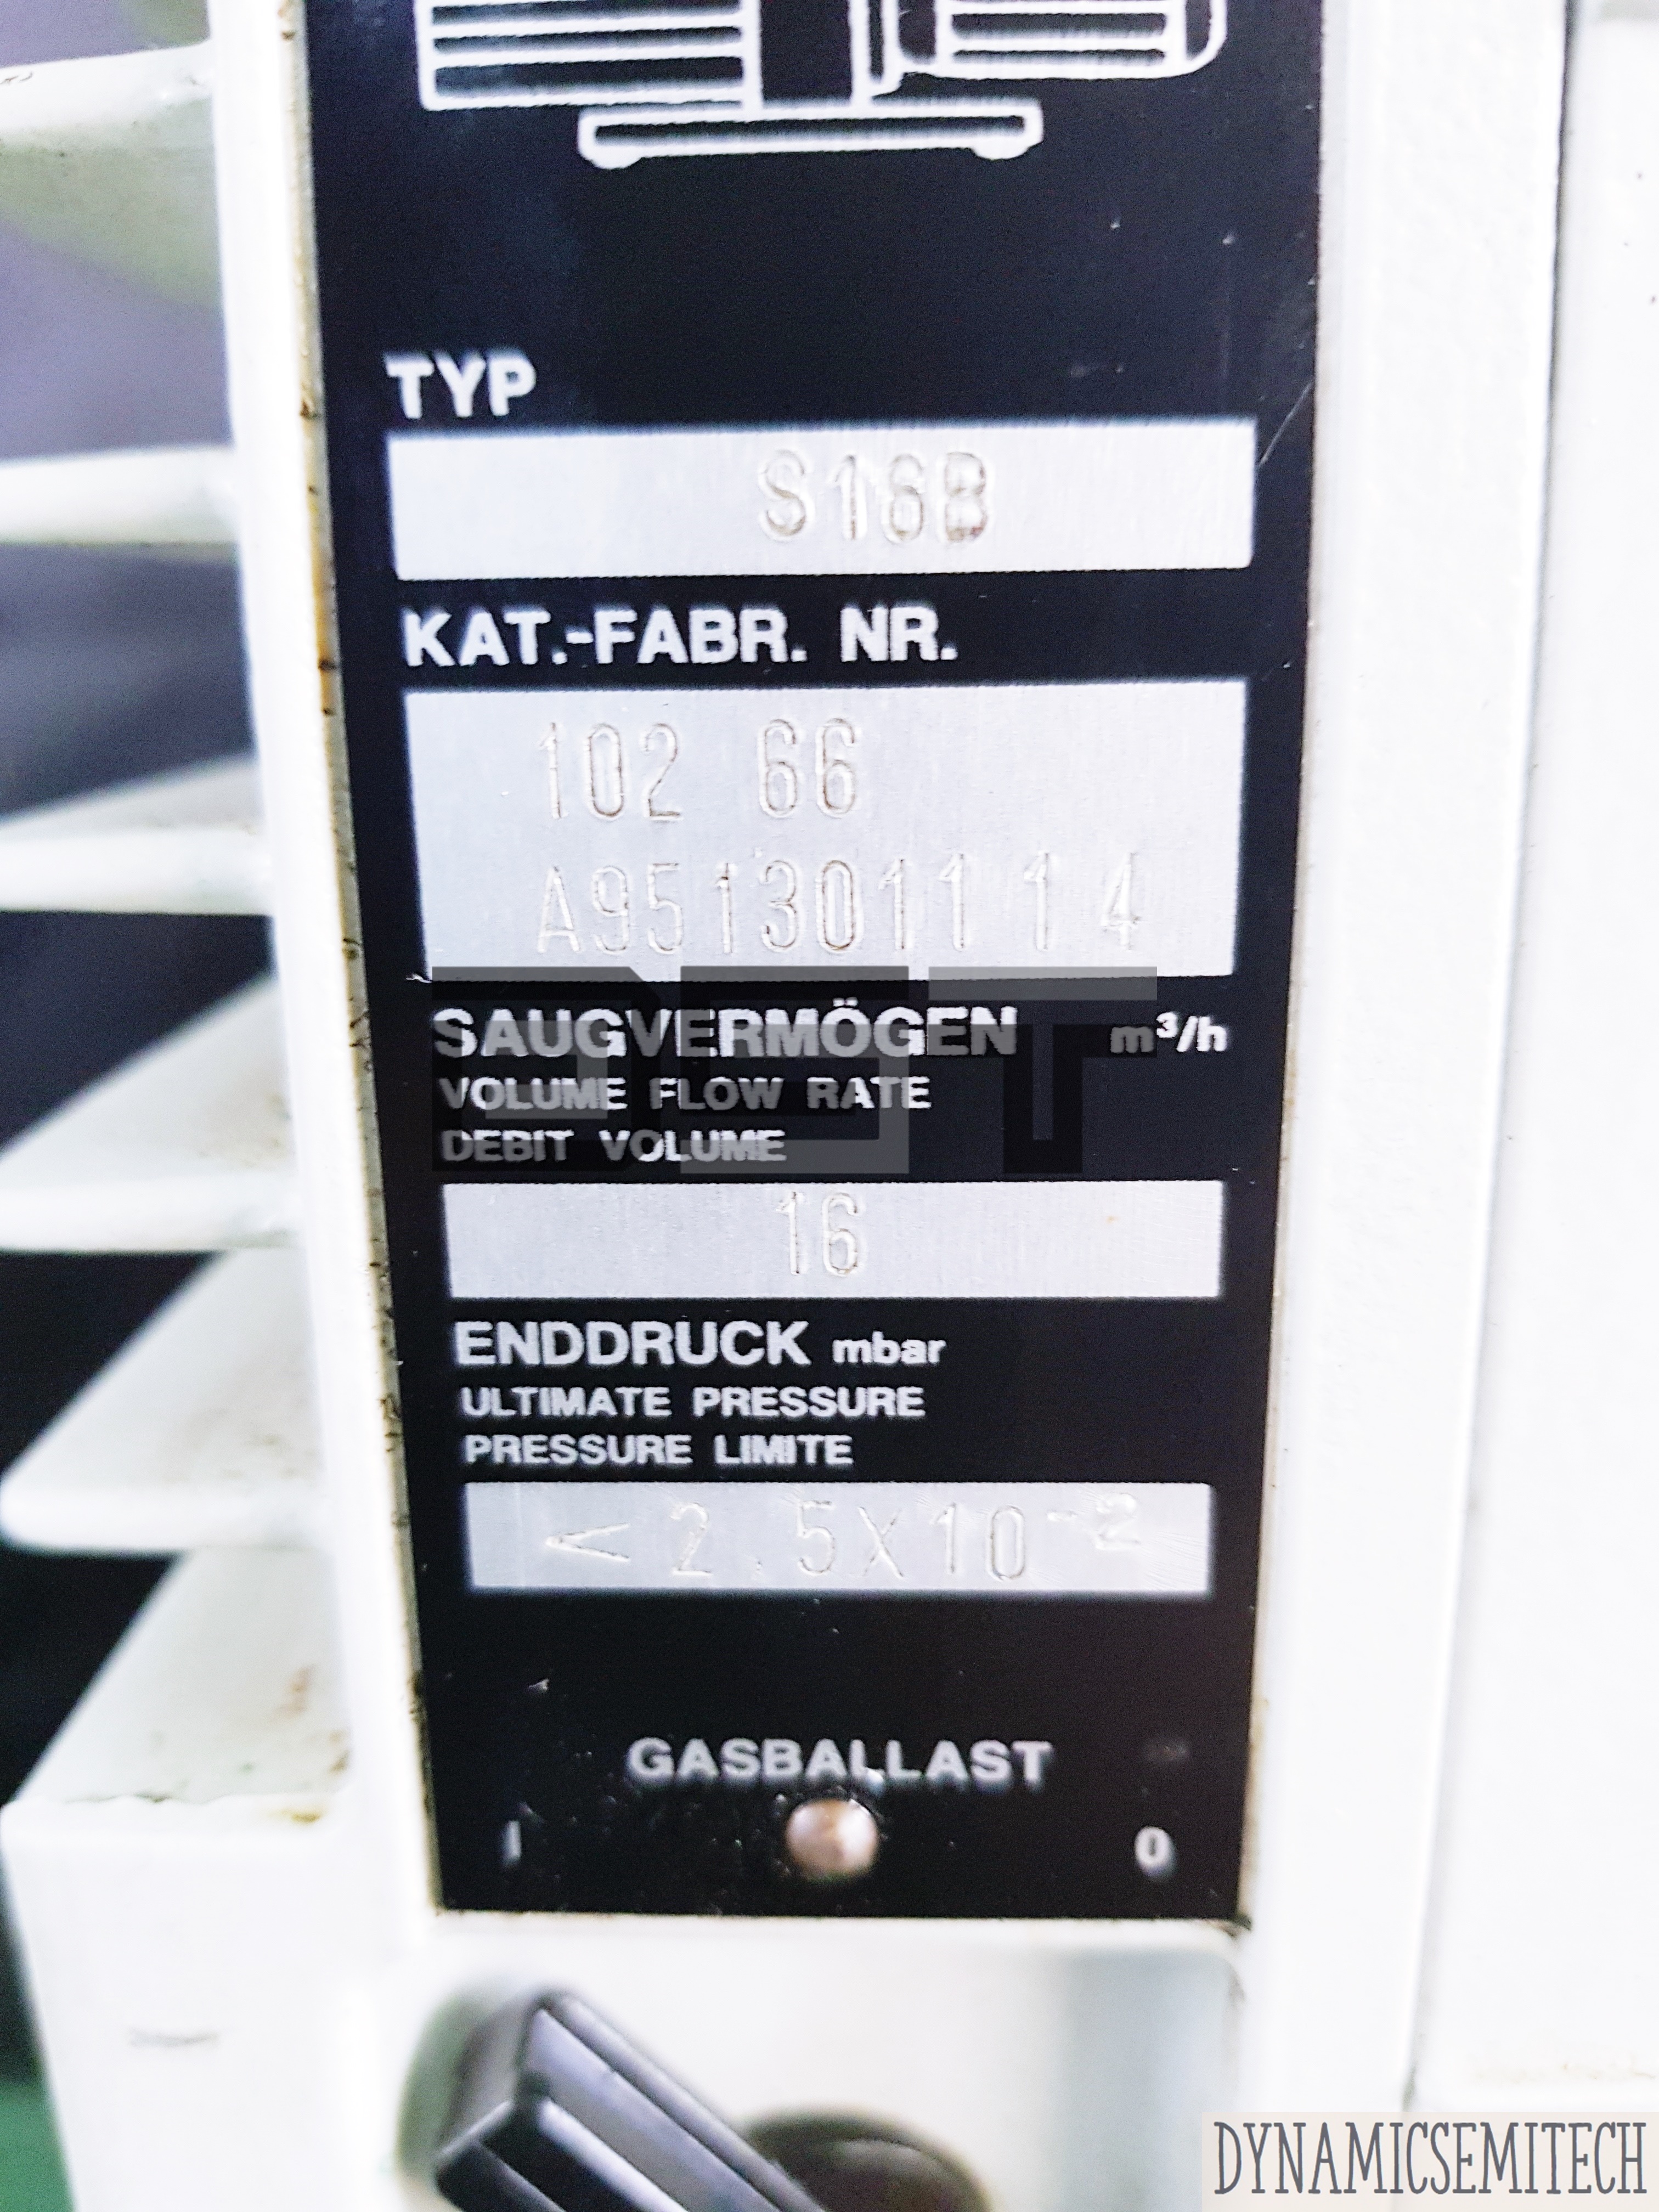 TYP
S16B
KAT.-FABR. NR.
102 66
A951301114
SAUGVERMÖGEN m³/h
VOLUME FLOW RATE
DEBIT VOLUME
DST
16
ENDDRUCK mbar
ULTIMATE PRESSURE
PRESSURE LIMITE
< 2.5X10⁻²
GASBALLAST
I 0
DYNAMICSEMITECH